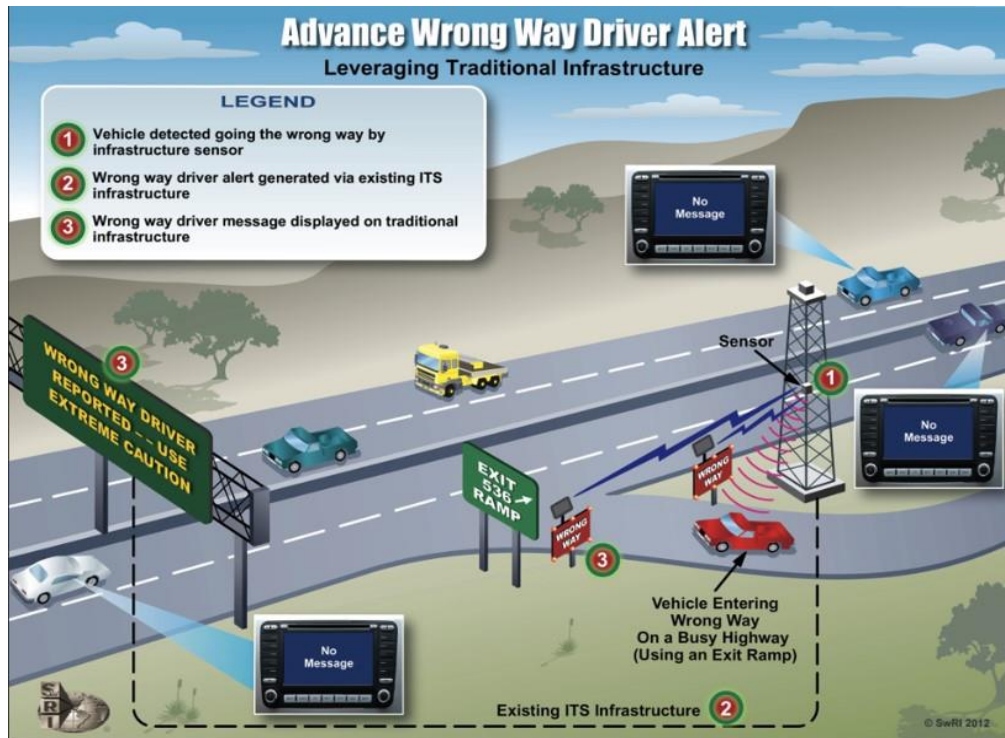 Advance Wrong Way Driver Alert
Leveraging Traditional Infrastructure
LEGEND
1 Vehicle detected going the wrong way by
infrastructure sensor
2 Wrong way driver alert generated via existing ITS
infrastructure
3 Wrong way driver message displayed on traditional
infrastructure
No
Message
Sensor
1
3
WRONG WAY DRIVER
REPORTED - - USE
EXTREME CAUTION
No
Message
EXIT
536
RAMP
WRONG
WAY
WRONG
WAY
3
Vehicle Entering
Wrong Way
On a Busy Highway
(Using an Exit Ramp)
No
Message
Existing ITS Infrastructure 2
SRI
© SwRI 2012